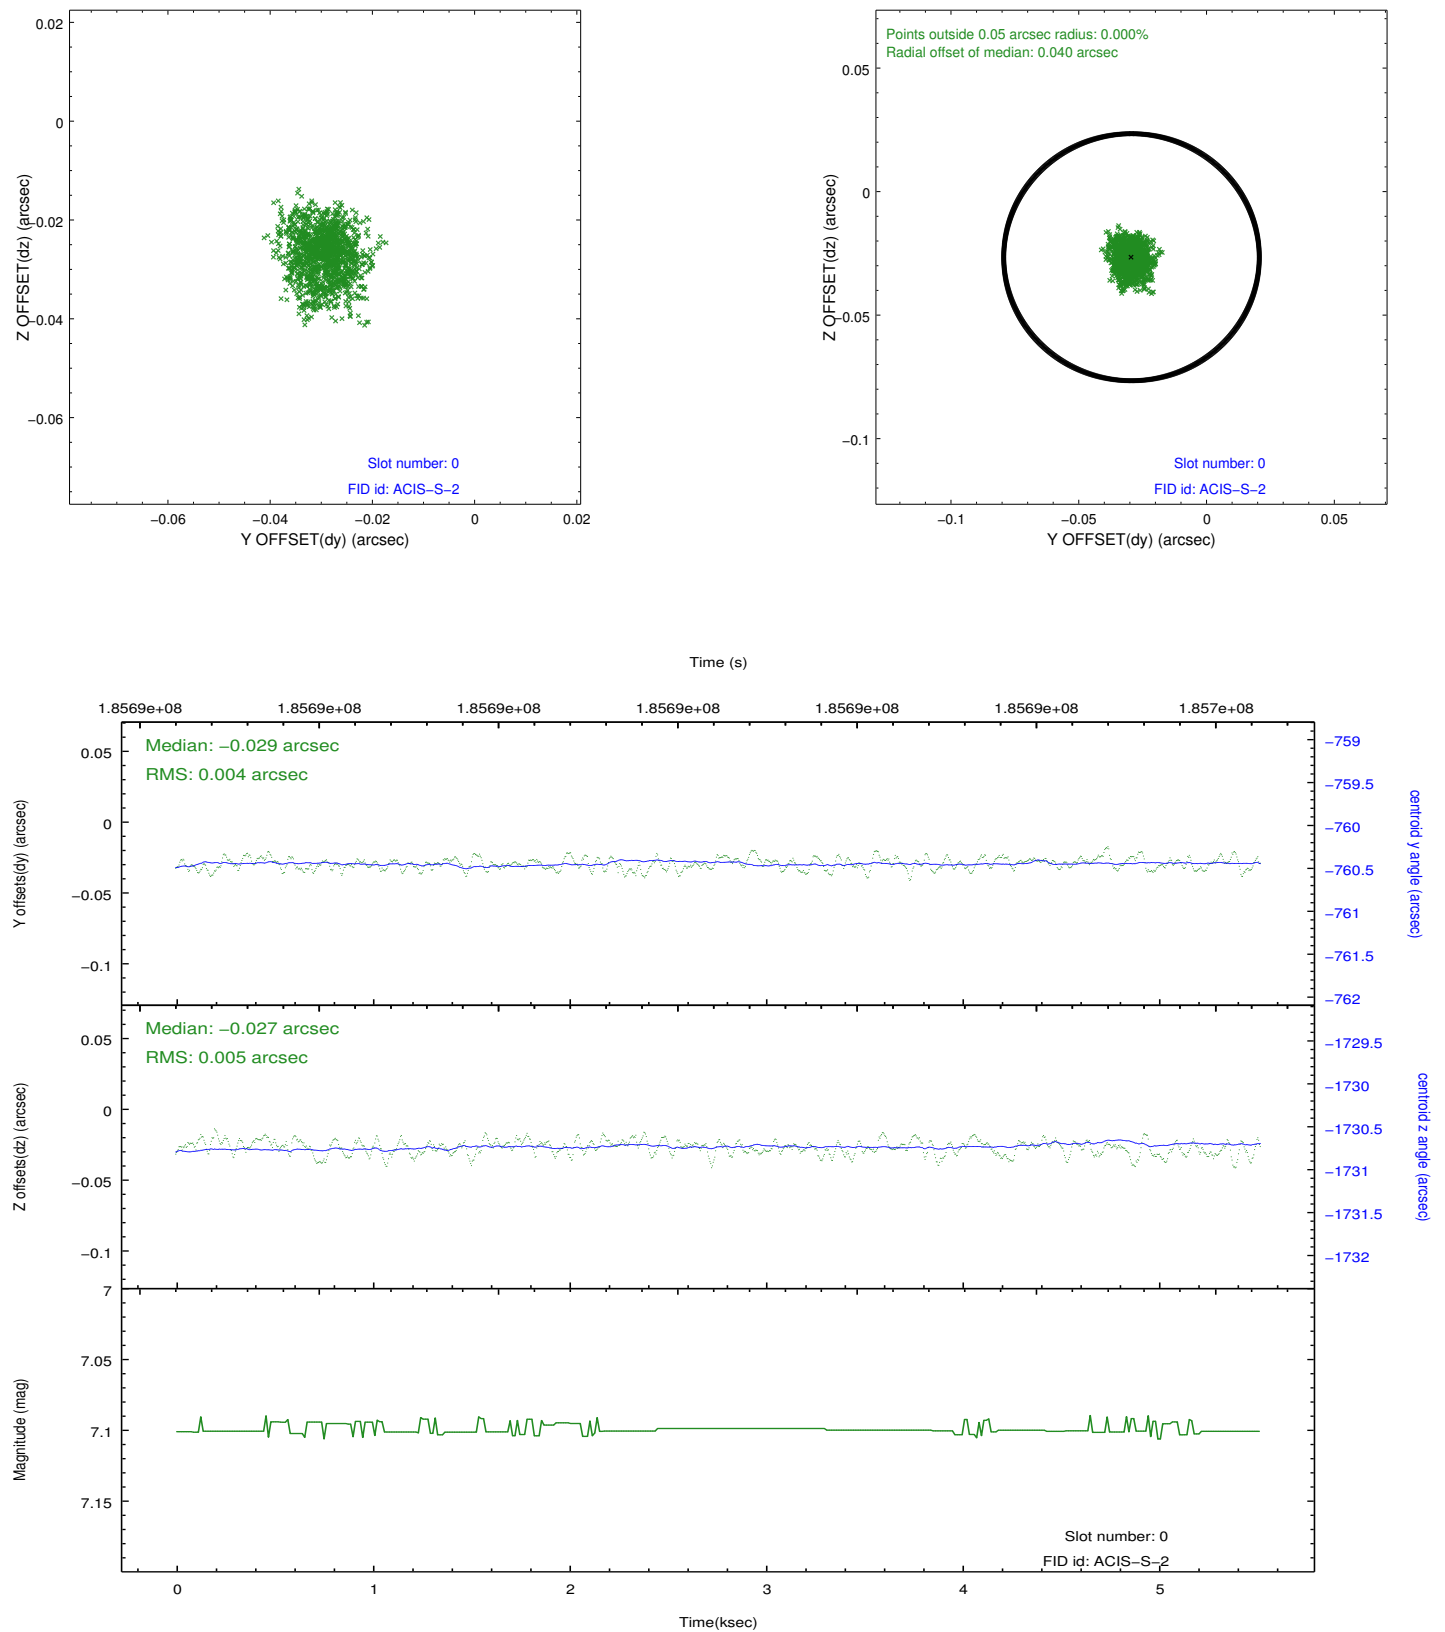 0.02
0
−0.02
−0.04
−0.06
Z OFFSET(dz) (arcsec)
−0.06
−0.04
−0.02
0
0.02
Y OFFSET(dy) (arcsec)
Slot number: 0
FID id: ACIS−S−2
Points outside 0.05 arcsec radius: 0.000%
Radial offset of median: 0.040 arcsec
0.05
0
−0.05
−0.1
Z OFFSET(dz) (arcsec)
−0.1
−0.05
0
0.05
Y OFFSET(dy) (arcsec)
Slot number: 0
FID id: ACIS−S−2
Time (s)
1.8569e+08
1.8569e+08
1.8569e+08
1.8569e+08
1.8569e+08
1.8569e+08
1.857e+08
Median: −0.029 arcsec
RMS: 0.004 arcsec
0.05
0
−0.05
−0.1
Y offsets(dy) (arcsec)
−759
−759.5
−760
−760.5
−761
−761.5
−762
centroid y angle (arcsec)
Median: −0.027 arcsec
RMS: 0.005 arcsec
0.05
0
−0.05
−0.1
Z offsets(dz) (arcsec)
−1729.5
−1730
−1730.5
−1731
−1731.5
−1732
centroid z angle (arcsec)
7
7.05
7.1
7.15
Magnitude (mag)
Slot number: 0
FID id: ACIS−S−2
0
1
2
3
4
5
Time(ksec)